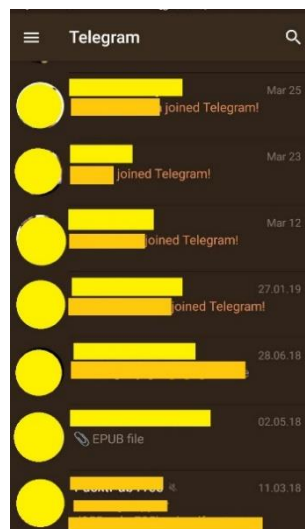 Telegram
Mar 25
joined Telegram!
Mar 23
joined Telegram!
Mar 12
joined Telegram!
27.01.19
joined Telegram!
28.06.18
02.05.18
EPUB file
11.03.18